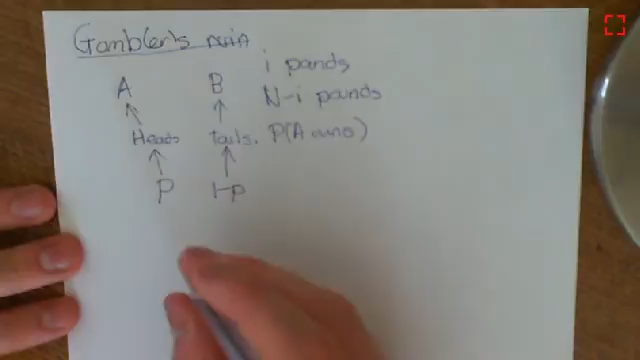 Gambler's ruin
i pounds
A B N-i pounds
Heads Tails. P(A wins)
P 1-p